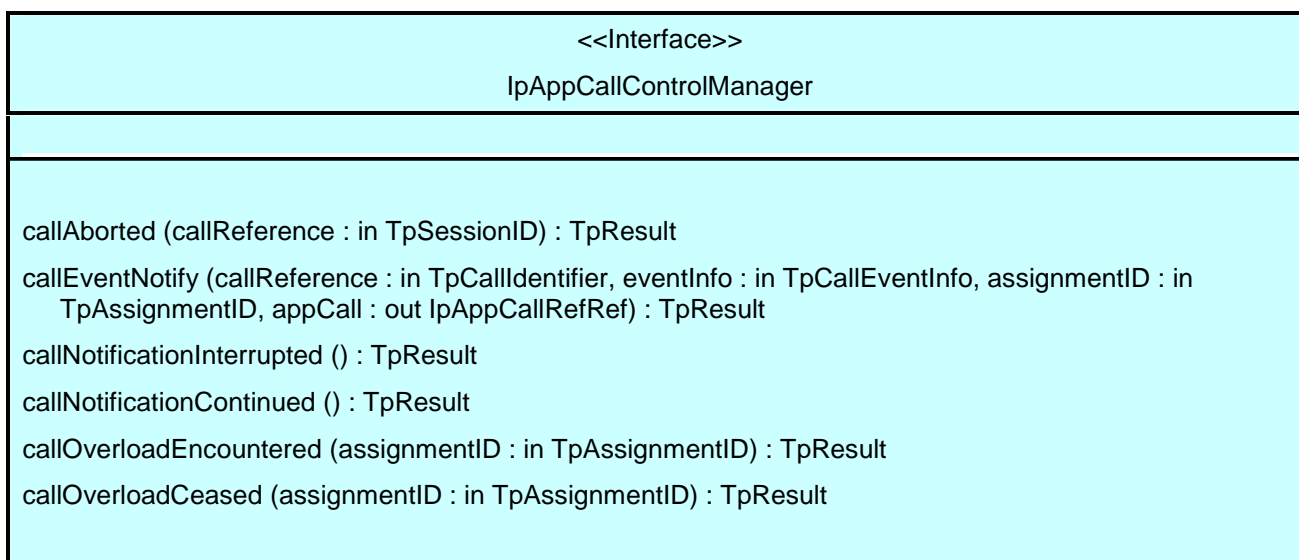 <<Interface>>
IpAppCallControlManager
callAborted (callReference : in TpSessionID) : TpResult
callEventNotify (callReference : in TpCallIdentifier, eventInfo : in TpCallEventInfo, assignmentID : in
TpAssignmentID, appCall : out IpAppCallRefRef) : TpResult
callNotificationInterrupted () : TpResult
callNotificationContinued () : TpResult
callOverloadEncountered (assignmentID : in TpAssignmentID) : TpResult
callOverloadCeased (assignmentID : in TpAssignmentID) : TpResult